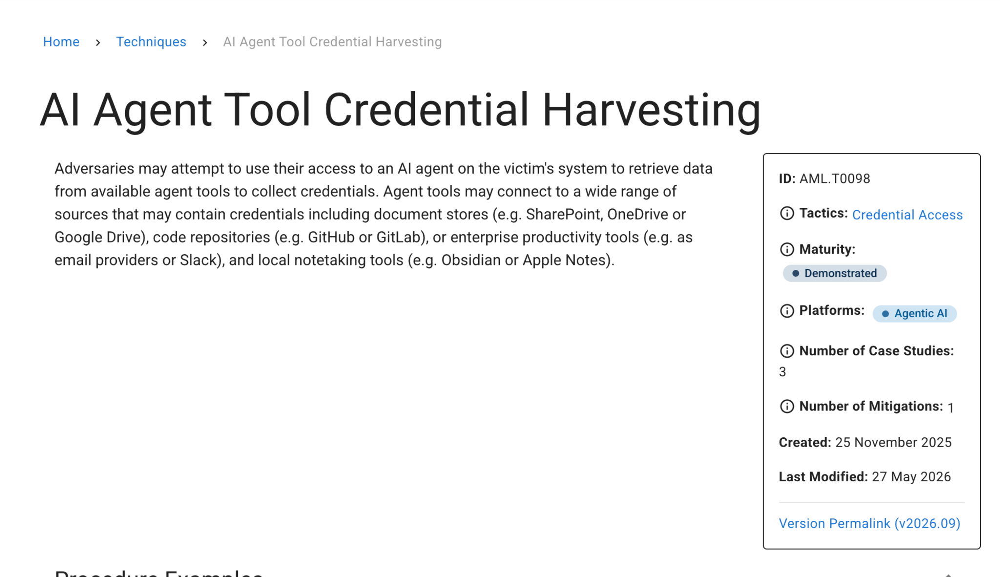 Home > Techniques > AI Agent Tool Credential Harvesting
AI Agent Tool Credential Harvesting
Adversaries may attempt to use their access to an AI agent on the victim's system to retrieve data
from available agent tools to collect credentials. Agent tools may connect to a wide range of
sources that may contain credentials including document stores (e.g. SharePoint, OneDrive or
Google Drive), code repositories (e.g. GitHub or GitLab), or enterprise productivity tools (e.g. as
email providers or Slack), and local notetaking tools (e.g. Obsidian or Apple Notes).
ID: AML.T0098
Tactics: Credential Access
Maturity:
Demonstrated
Platforms: Agentic AI
Number of Case Studies:
3
Number of Mitigations: 1
Created: 25 November 2025
Last Modified: 27 May 2026
Version Permalink (v2026.09)
Procedure Examples